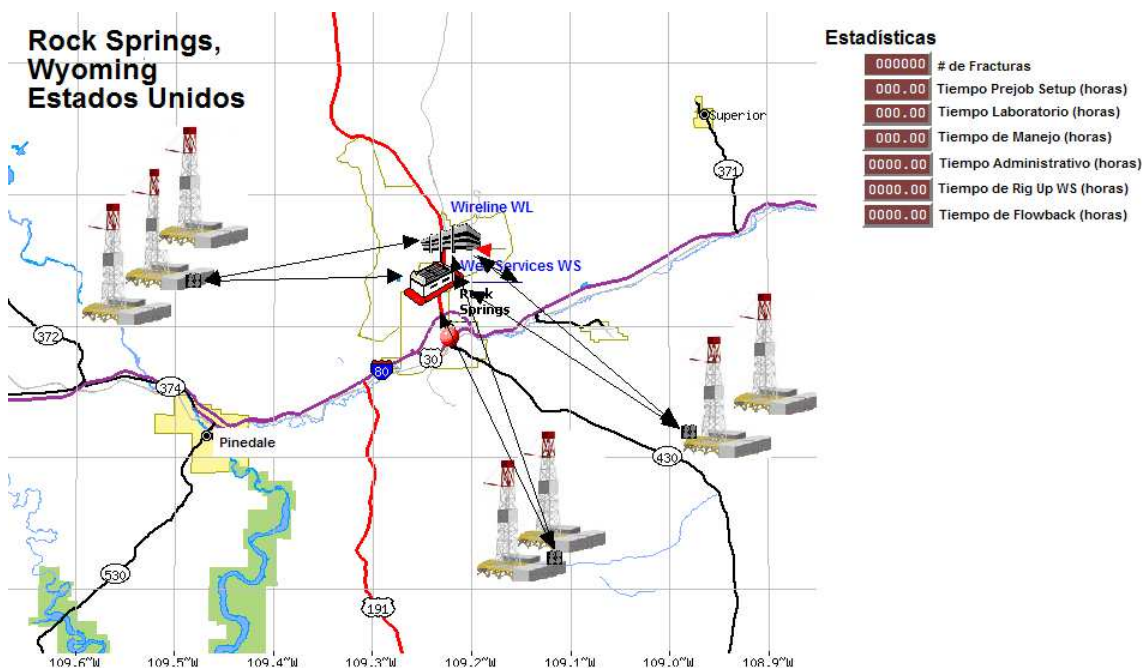 Rock Springs,
Wyoming
Estados Unidos
Estadísticas
000000 # de Fracturas
000.00 Tiempo Prejob Setup (horas)
000.00 Tiempo Laboratorio (horas)
000.00 Tiempo de Manejo (horas)
0000.00 Tiempo Administrativo (horas)
0000.00 Tiempo de Rig Up WS (horas)
0000.00 Tiempo de Flowback (horas)
Superior
371
Wireline WL
Well Services WS
Rock
Springs
372
30
80
374
Pinedale
430
530
191
109.6°W 109.5°W 109.4°W 109.3°W 109.2°W 109.1°W 109.0°W 108.9°W